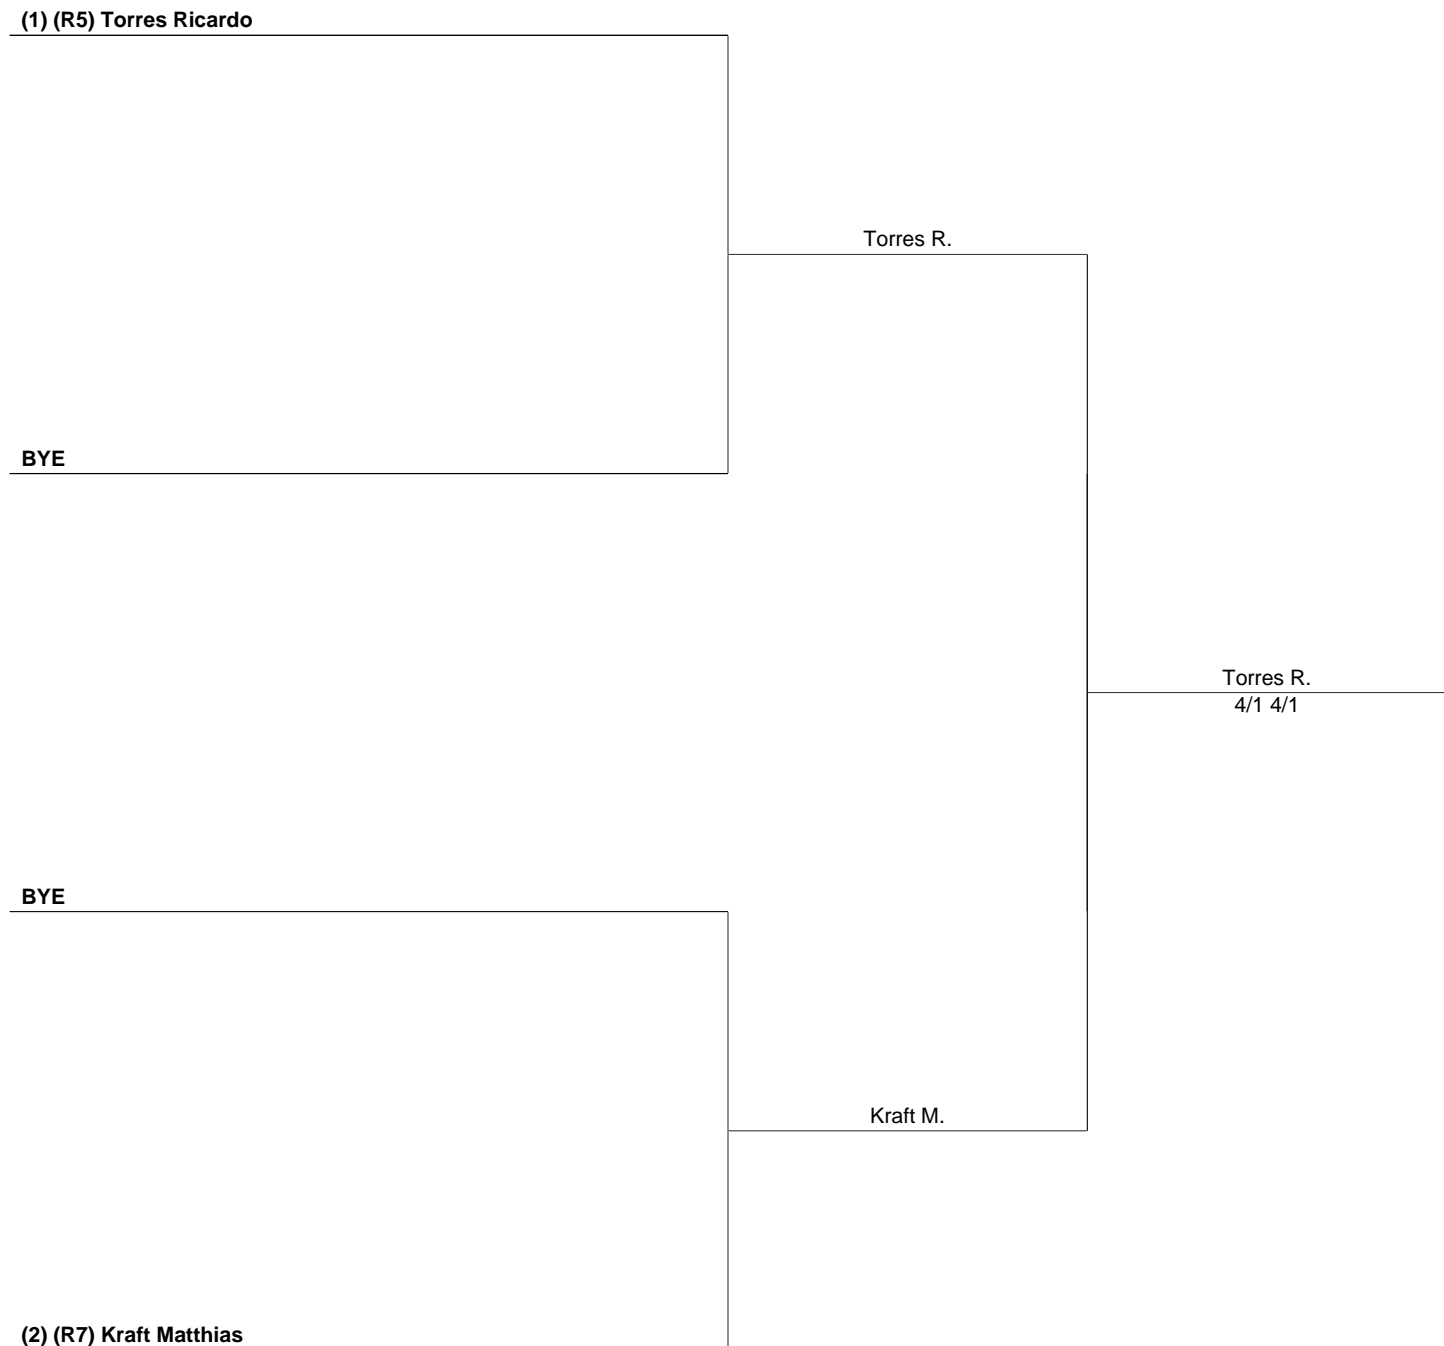 (1) (R5) Torres Ricardo
Torres R.
BYE
Torres R.
4/1 4/1
BYE
Kraft M.
(2) (R7) Kraft Matthias